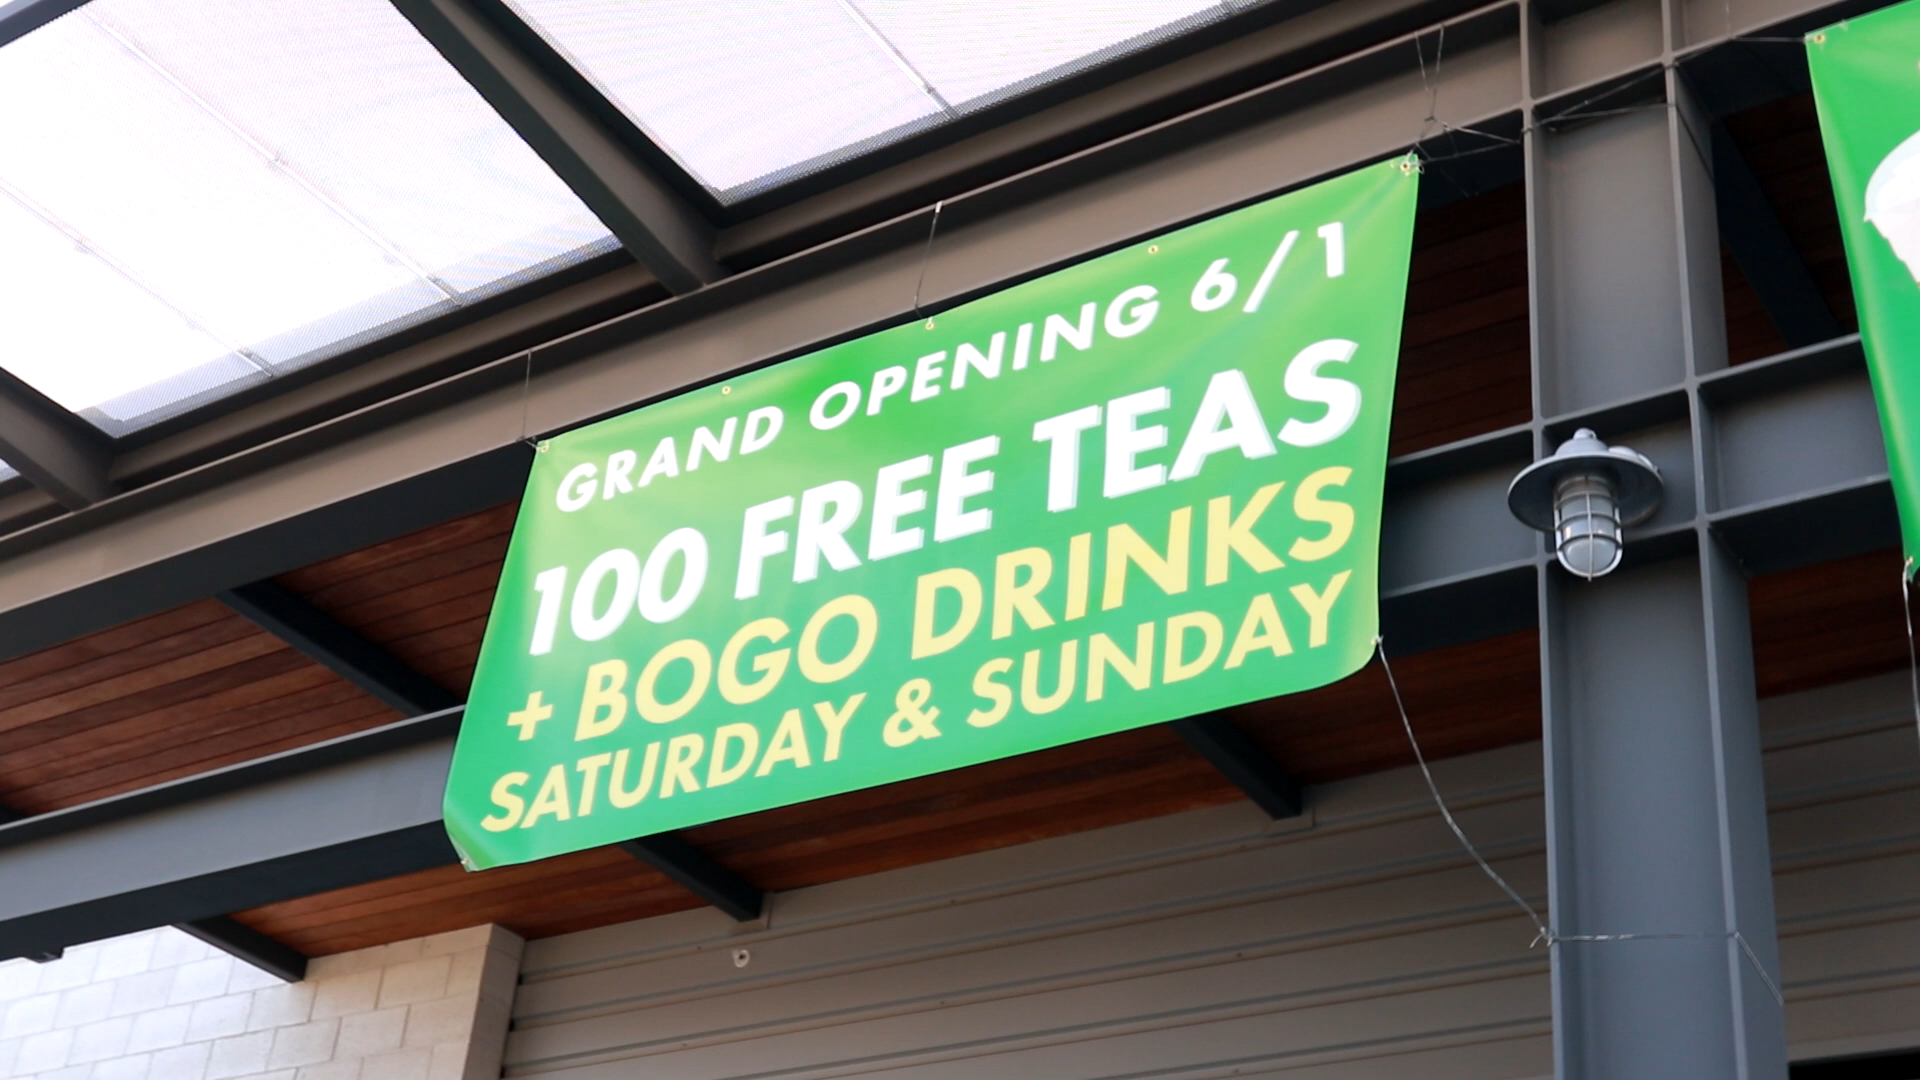 GRAND OPENING 6/1
100 FREE TEAS
+ BOGO DRINKS
SATURDAY & SUNDAY